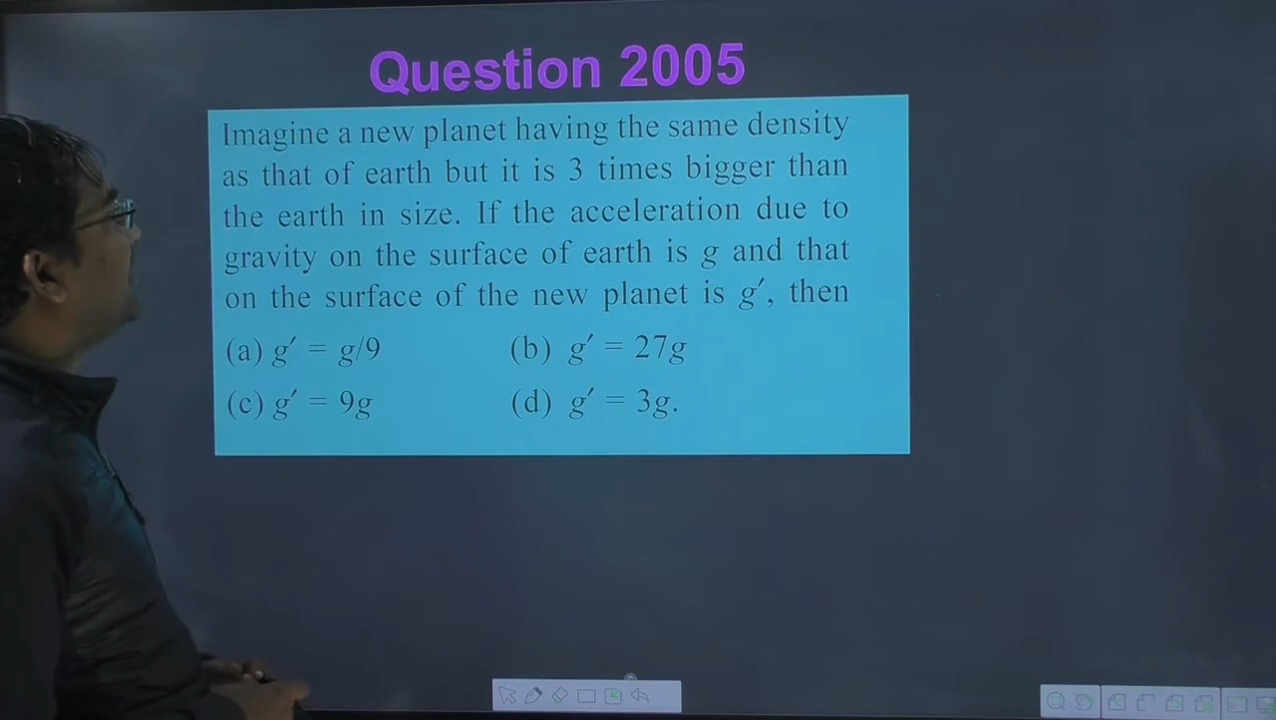 Question 2005
Imagine a new planet having the same density
as that of earth but it is 3 times bigger than
the earth in size. If the acceleration due to
gravity on the surface of earth is g and that
on the surface of the new planet is g′, then
(a) g′ = g/9 (b) g′ = 27g
(c) g′ = 9g (d) g′ = 3g.